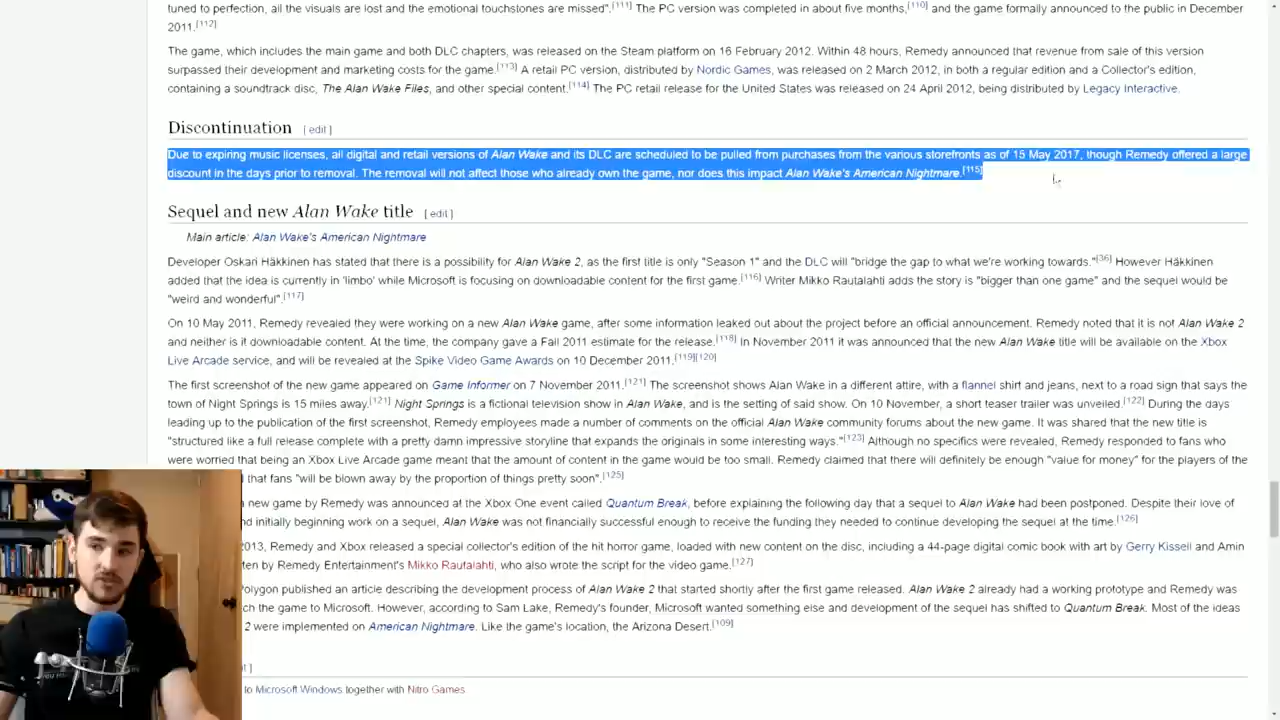 tuned to perfection, all the visuals are lost and the emotional touchstones are missed".[111] The PC version was completed in about five months,[110] and the game formally announced to the public in December
2011.[112]
The game, which includes the main game and both DLC chapters, was released on the Steam platform on 16 February 2012. Within 48 hours, Remedy announced that revenue from sale of this version
surpassed their development and marketing costs for the game.[113] A retail PC version, distributed by Nordic Games, was released on 2 March 2012, in both a regular edition and a Collector's edition,
containing a soundtrack disc, The Alan Wake Files, and other special content.[114] The PC retail release for the United States was released on 24 April 2012, being distributed by Legacy Interactive.
Discontinuation [ edit ]
Due to expiring music licenses, all digital and retail versions of Alan Wake and its DLC are scheduled to be pulled from purchases from the various storefronts as of 15 May 2017, though Remedy offered a large
discount in the days prior to removal. The removal will not affect those who already own the game, nor does this impact Alan Wake's American Nightmare.[115]
Sequel and new Alan Wake title [ edit ]
Main article: Alan Wake's American Nightmare
Developer Oskari Häkkinen has stated that there is a possibility for Alan Wake 2, as the first title is only "Season 1" and the DLC will "bridge the gap to what we're working towards."[36] However Häkkinen
added that the idea is currently in 'limbo' while Microsoft is focusing on downloadable content for the first game.[116] Writer Mikko Rautalahti adds the story is "bigger than one game" and the sequel would be
"weird and wonderful".[117]
On 10 May 2011, Remedy revealed they were working on a new Alan Wake game, after some information leaked out about the project before an official announcement. Remedy noted that it is not Alan Wake 2
and neither is it downloadable content. At the time, the company gave a Fall 2011 estimate for the release.[118] In November 2011 it was announced that the new Alan Wake title will be available on the Xbox
Live Arcade service, and will be revealed at the Spike Video Game Awards on 10 December 2011.[119][120]
The first screenshot of the new game appeared on Game Informer on 7 November 2011.[121] The screenshot shows Alan Wake in a different attire, with a flannel shirt and jeans, next to a road sign that says the
town of Night Springs is 15 miles away.[121] Night Springs is a fictional television show in Alan Wake, and is the setting of said show. On 10 November, a short teaser trailer was unveiled.[122] During the days
leading up to the publication of the first screenshot, Remedy employees made a number of comments on the official Alan Wake community forums about the new game. It was shared that the new title is
"structured like a full release complete with a pretty damn impressive storyline that expands the originals in some interesting ways."[123] Although no specifics were revealed, Remedy responded to fans who
were worried that being an Xbox Live Arcade game meant that the amount of content in the game would be too small. Remedy claimed that there will definitely be enough "value for money" for the players of the
that fans "will be blown away by the proportion of things pretty soon".[125]
new game by Remedy was announced at the Xbox One event called Quantum Break, before explaining the following day that a sequel to Alan Wake had been postponed. Despite their love of
nd initially beginning work on a sequel, Alan Wake was not financially successful enough to receive the funding they needed to continue developing the sequel at the time.[126]
2013, Remedy and Xbox released a special collector's edition of the hit horror game, loaded with new content on the disc, including a 44-page digital comic book with art by Gerry Kissell and Amin
ten by Remedy Entertainment's Mikko Rautalahti, who also wrote the script for the video game.[127]
Polygon published an article describing the development process of Alan Wake 2 that started shortly after the first game released. Alan Wake 2 already had a working prototype and Remedy was
ch the game to Microsoft. However, according to Sam Lake, Remedy's founder, Microsoft wanted something else and development of the sequel has shifted to Quantum Break. Most of the ideas
2 were implemented on American Nightmare. Like the game's location, the Arizona Desert.[109]
to Microsoft Windows together with Nitro Games.